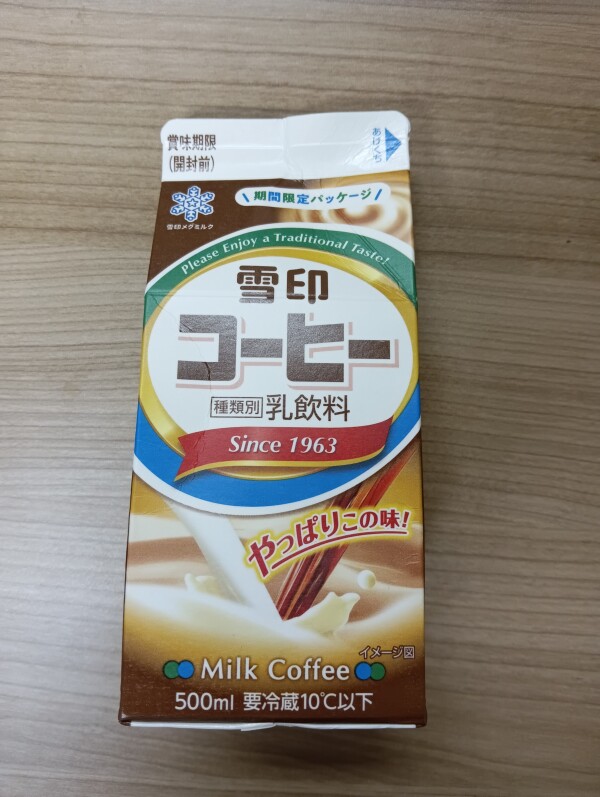 賞味期限
(開封前)
あけくち
雪印メグミルク
期間限定パッケージ
Please Enjoy a Traditional Taste!
雪印
コーヒー
種類別 乳飲料
Since 1963
やっぱりこの味!
イメージ図
Milk Coffee
500ml 要冷蔵10℃以下